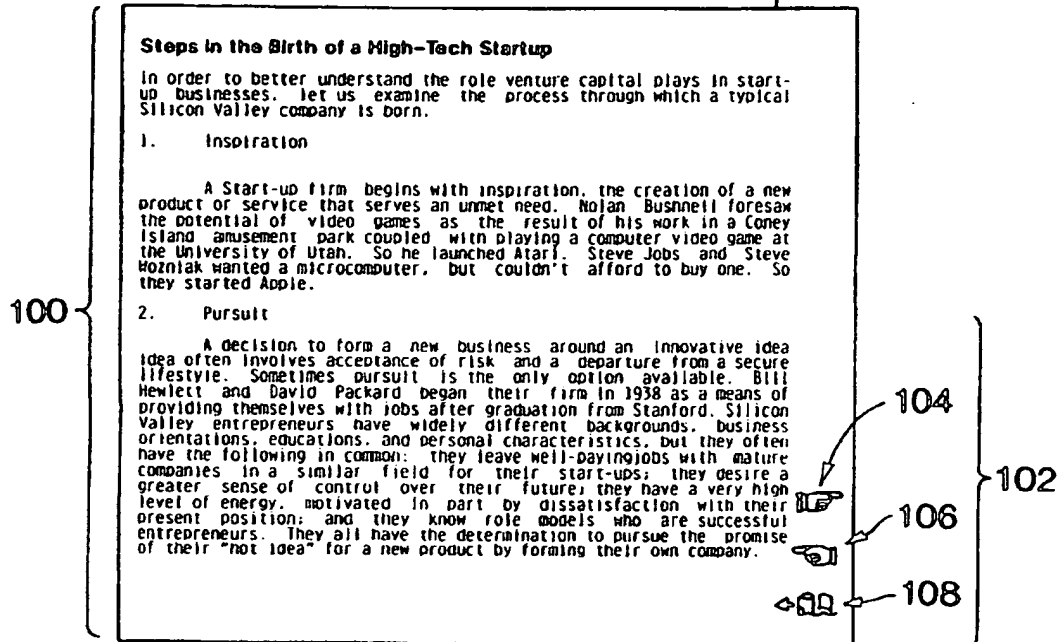 Steps in the Birth of a High-Tech Startup
In order to better understand the role venture capital plays in start-
up businesses, let us examine the process through which a typical
Silicon Valley company is born.
1. Inspiration
A Start-up firm begins with inspiration, the creation of a new
product or service that serves an unmet need. Nolan Bushnell foresaw
the potential of video games as the result of his work in a Coney
Island amusement park coupled with playing a computer video game at
the University of Utah. So he launched Atari. Steve Jobs and Steve
Wozniak wanted a microcomputer, but couldn't afford to buy one. So
they started Apple.
100
2. Pursuit
A decision to form a new business around an innovative idea
idea often involves acceptance of risk and a departure from a secure
lifestyle. Sometimes pursuit is the only option available. Bill
Hewlett and David Packard began their firm in 1938 as a means of
providing themselves with jobs after graduation from Stanford. Silicon
Valley entrepreneurs have widely different backgrounds, business
orientations, educations, and personal characteristics, but they often
have the following in common: they leave well-payingjobs with mature
companies in a similar field for their start-ups; they desire a
greater sense of control over their future; they have a very high
level of energy, motivated in part by dissatisfaction with their
present position; and they know role models who are successful
entrepreneurs. They all have the determination to pursue the promise
of their "hot idea" for a new product by forming their own company.
104
102
106
108